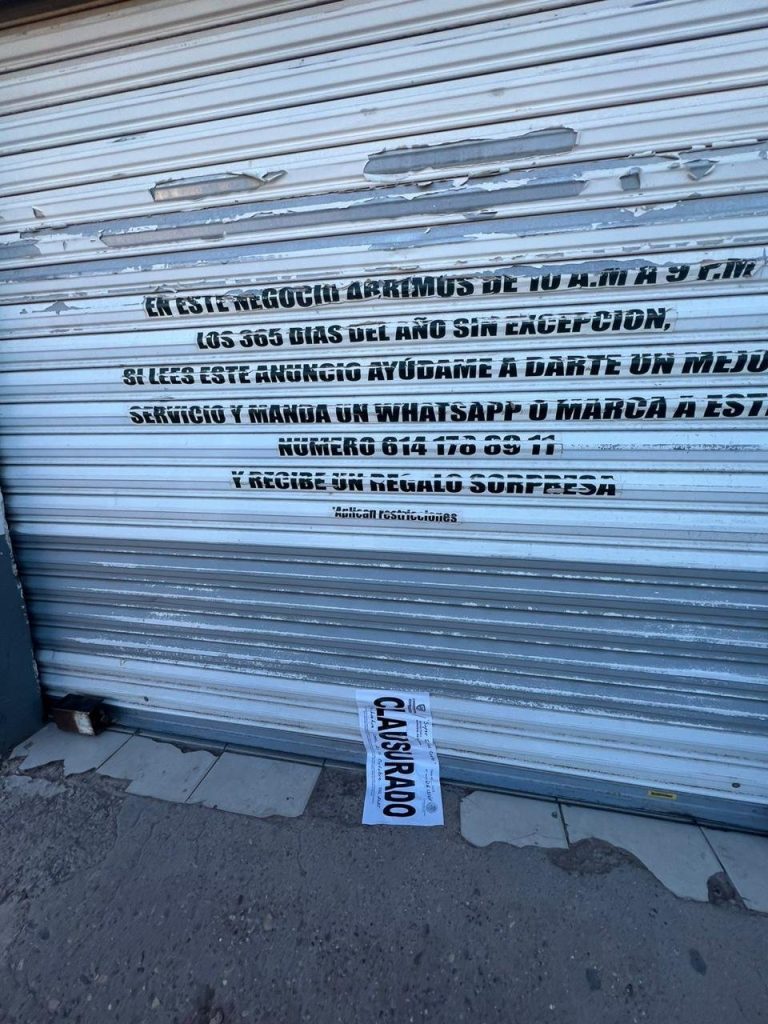 EN ESTE NEGOCIO ABRIMOS DE 10 A.M A 9 P.M
LOS 365 DIAS DEL AÑO SIN EXCEPCION,
SI LEES ESTE ANUNCIO AYÚDAME A DARTE UN MEJO
SERVICIO Y MANDA UN WHATSAPP O MARCA A EST
NUMERO 614 178 89 11
Y RECIBE UN REGALO SORPRESA
*Aplican restricciones
CLAUSURADO